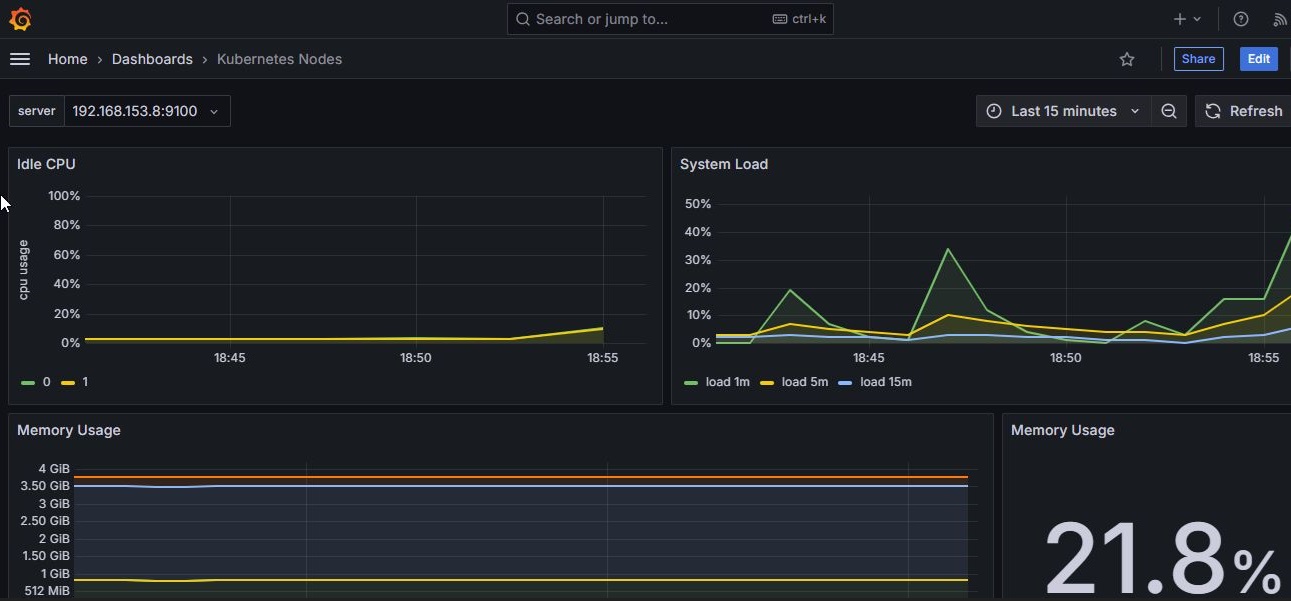 Search or jump to... ctrl+k
Home › Dashboards › Kubernetes Nodes
Share Edit
server 192.168.153.8:9100
Last 15 minutes Refresh
Idle CPU
cpu usage
100%
80%
60%
40%
20%
0%
18:45 18:50 18:55
0 1
System Load
50%
40%
30%
20%
10%
0%
18:45 18:50 18:55
load 1m load 5m load 15m
Memory Usage
4 GiB
3.50 GiB
3 GiB
2.50 GiB
2 GiB
1.50 GiB
1 GiB
512 MiB
Memory Usage
21.8%